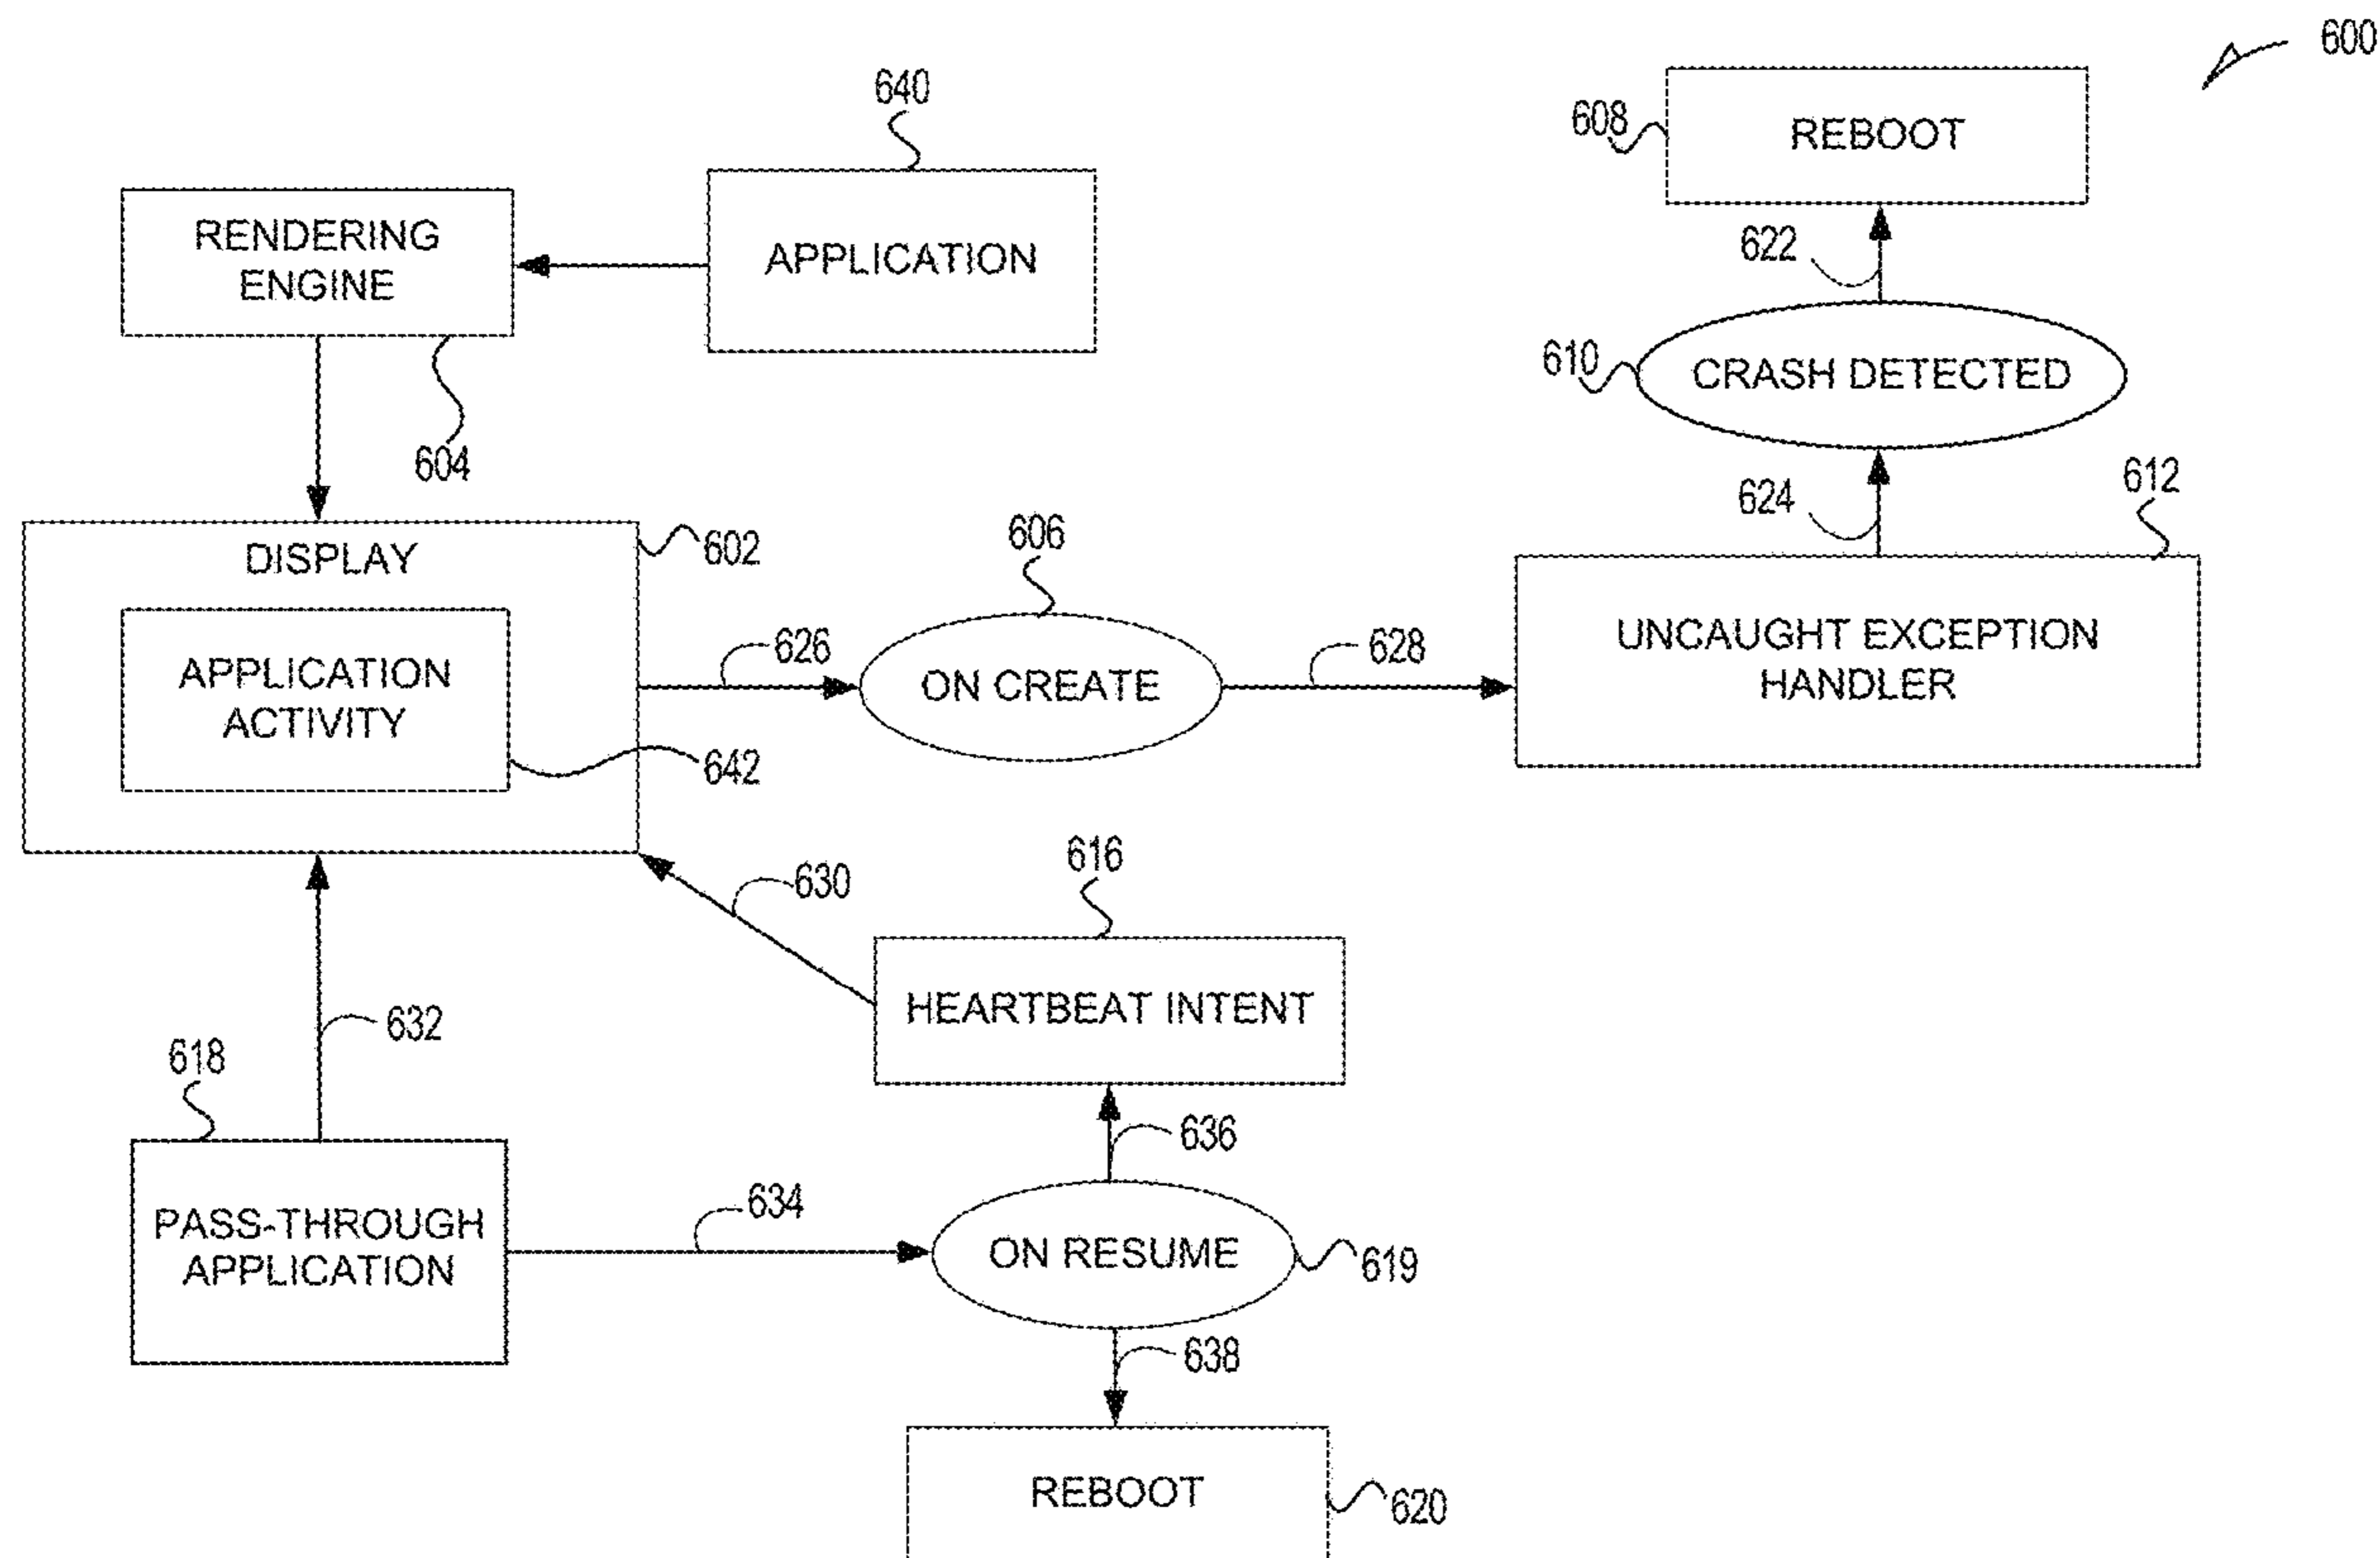 600
640
608
REBOOT
RENDERING
ENGINE
APPLICATION
622
610
CRASH DETECTED
604
624
612
DISPLAY
602
606
UNCAUGHT EXCEPTION
HANDLER
APPLICATION
ACTIVITY
626
ON CREATE
628
642
630
616
HEARTBEAT INTENT
632
618
636
PASS-THROUGH
APPLICATION
634
ON RESUME
619
638
REBOOT
620